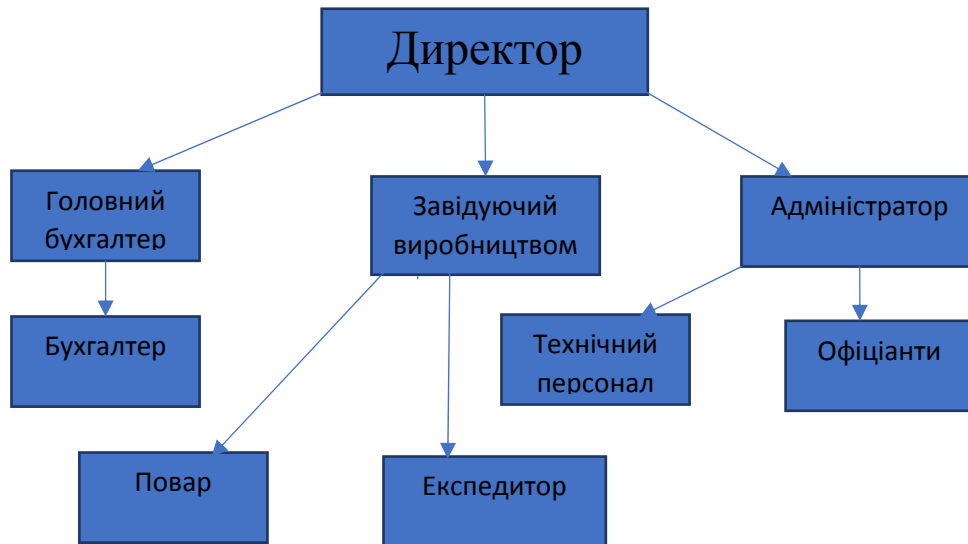 Директор
Головний
бухгалтер
Завідуючий
виробництвом
Адміністратор
Бухгалтер
Технічний
персонал
Офіціанти
Повар
Експедитор